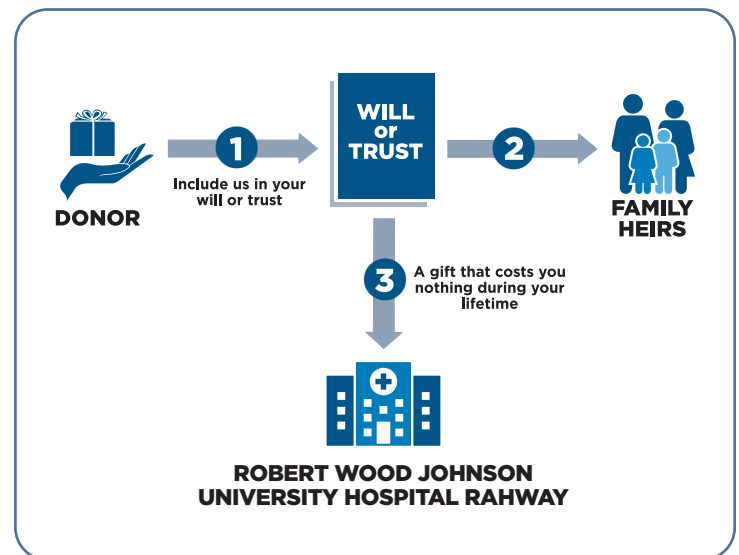 WILL
or
TRUST
1
2
Include us in your
will or trust
DONOR
FAMILY
HEIRS
3
A gift that costs you
nothing during your
lifetime
ROBERT WOOD JOHNSON
UNIVERSITY HOSPITAL RAHWAY